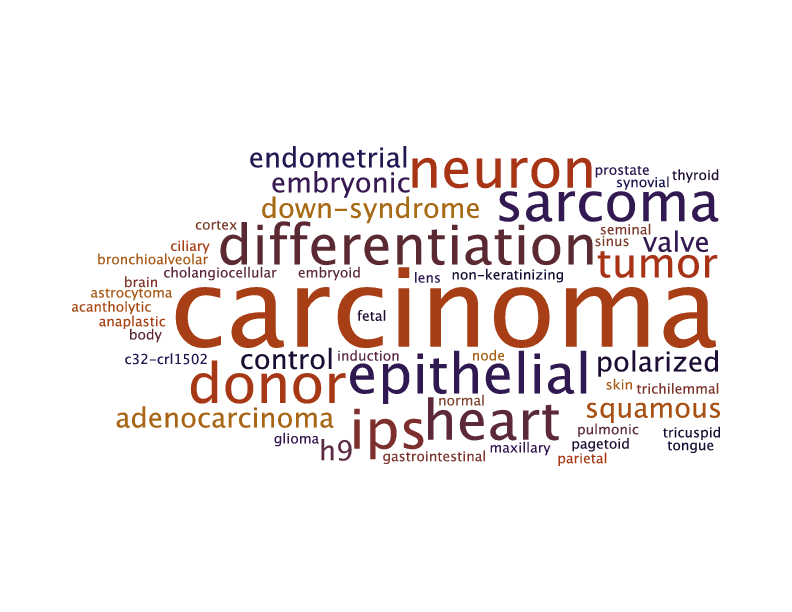 endometrial
neuron
prostate
thyroid
embryonic
synovial
down-syndrome
sarcoma
cortex
differentiation
seminal
ciliary
sinus
valve
bronchioalveolar
tumor
cholangiocellular
embryoid
lens
non-keratinizing
brain
astrocytoma
carcinoma
acantholytic
fetal
anaplastic
body
c32-crl1502
control
induction
node
polarized
donor
epithelial
skin
trichilemmal
normal
squamous
adenocarcinoma
ips
heart
pulmonic
tricuspid
glioma
h9
maxillary
pagetoid
tongue
gastrointestinal
parietal